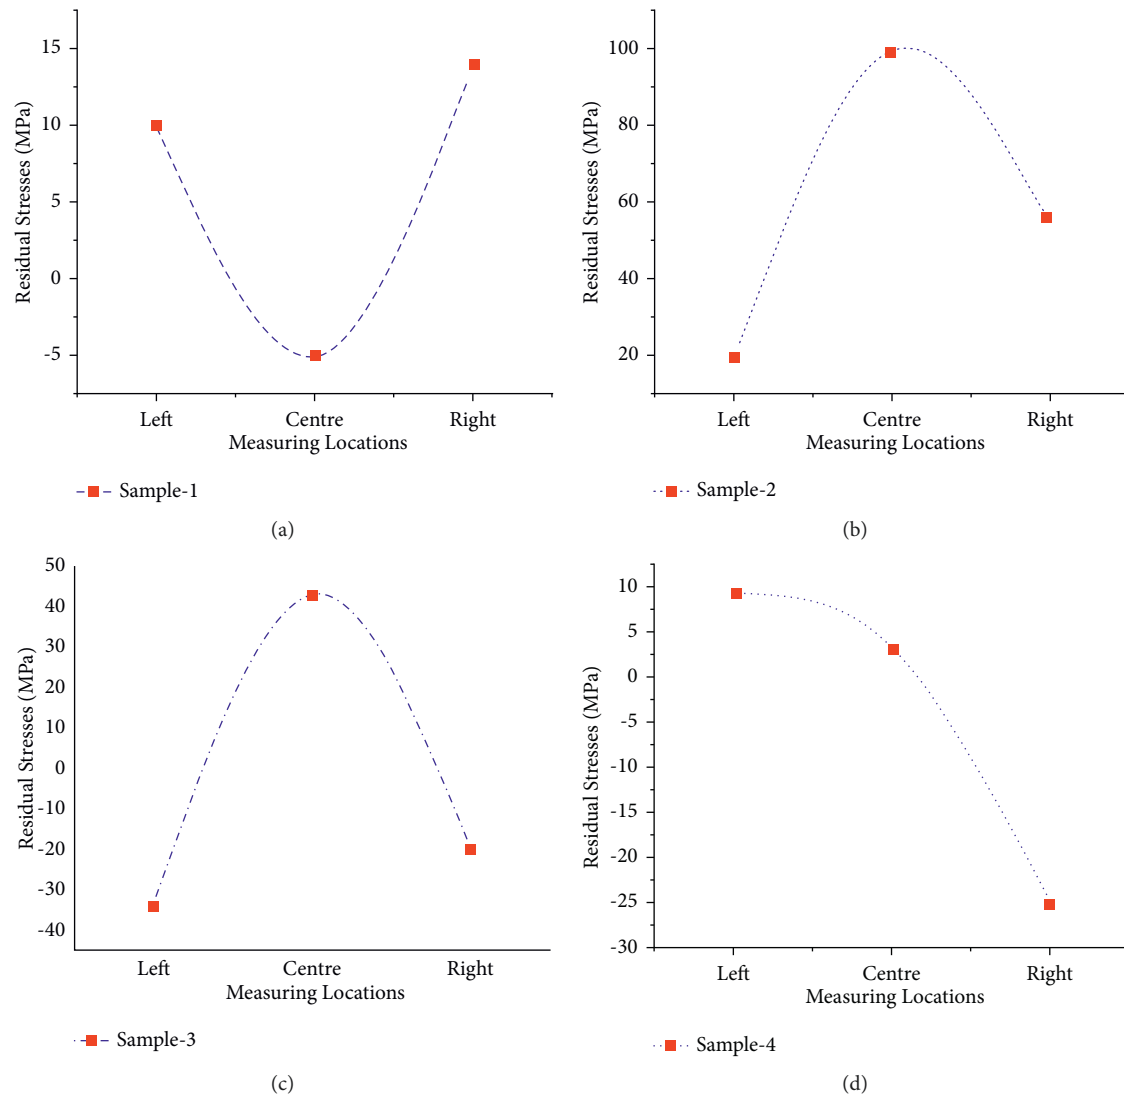 Residual Stresses (MPa)
15
10
5
0
-5
Left Centre Right
Measuring Locations
Sample-1
(a)
Residual Stresses (MPa)
100
80
60
40
20
Left Centre Right
Measuring Locations
Sample-2
(b)
Residual Stresses (MPa)
50
40
30
20
10
0
-10
-20
-30
-40
Left Centre Right
Measuring Locations
Sample-3
(c)
Residual Stresses (MPa)
10
5
0
-5
-10
-15
-20
-25
-30
Left Centre Right
Measuring Locations
Sample-4
(d)